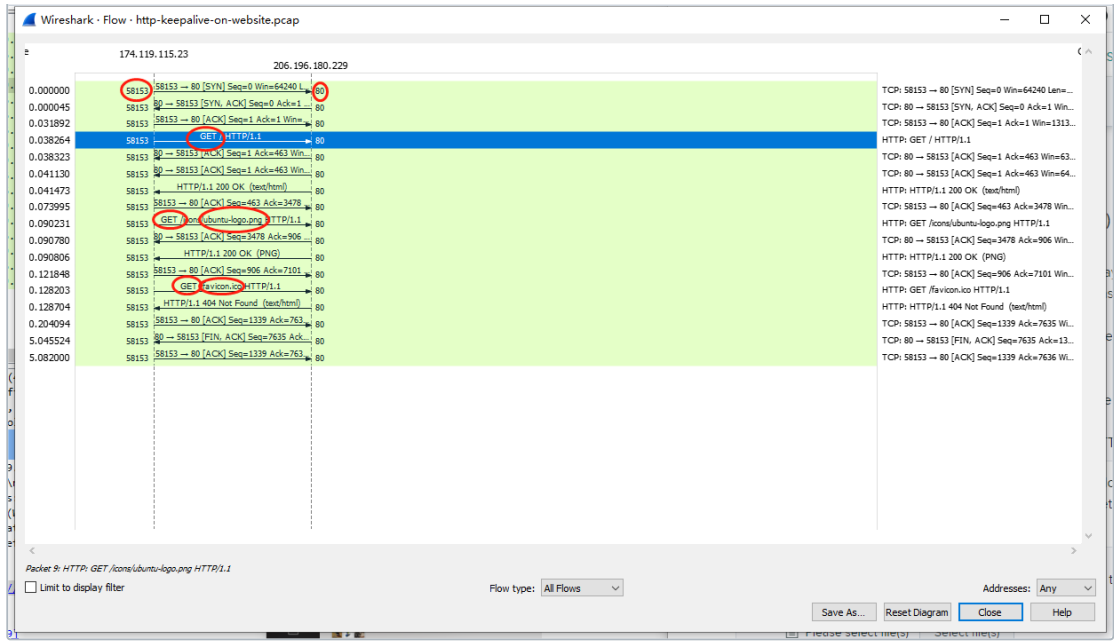 Wireshark · Flow · http-keepalive-on-website.pcap
174.119.115.23
206.196.180.229
0.000000 58153 58153 → 80 [SYN] Seq=0 Win=64240 L... 80 TCP: 58153 → 80 [SYN] Seq=0 Win=64240 Len=...
0.000045 58153 80 → 58153 [SYN, ACK] Seq=0 Ack=1 ... 80 TCP: 80 → 58153 [SYN, ACK] Seq=0 Ack=1 Win...
0.031892 58153 58153 → 80 [ACK] Seq=1 Ack=1 Win=... 80 TCP: 58153 → 80 [ACK] Seq=1 Ack=1 Win=1313...
0.038264 58153 GET / HTTP/1.1 80 HTTP: GET / HTTP/1.1
0.038323 58153 80 → 58153 [ACK] Seq=1 Ack=463 Win... 80 TCP: 80 → 58153 [ACK] Seq=1 Ack=463 Win=63...
0.041130 58153 80 → 58153 [ACK] Seq=1 Ack=463 Win... 80 TCP: 80 → 58153 [ACK] Seq=1 Ack=463 Win=64...
0.041473 58153 HTTP/1.1 200 OK (text/html) 80 HTTP: HTTP/1.1 200 OK (text/html)
0.073995 58153 58153 → 80 [ACK] Seq=463 Ack=3478 ... 80 TCP: 58153 → 80 [ACK] Seq=463 Ack=3478 Win...
0.090231 58153 GET /icons/ubuntu-logo.png HTTP/1.1 80 HTTP: GET /icons/ubuntu-logo.png HTTP/1.1
0.090780 58153 80 → 58153 [ACK] Seq=3478 Ack=906 ... 80 TCP: 80 → 58153 [ACK] Seq=3478 Ack=906 Win...
0.090806 58153 HTTP/1.1 200 OK (PNG) 80 HTTP: HTTP/1.1 200 OK (PNG)
0.121848 58153 58153 → 80 [ACK] Seq=906 Ack=7101 ... 80 TCP: 58153 → 80 [ACK] Seq=906 Ack=7101 Win...
0.128203 58153 GET /favicon.ico HTTP/1.1 80 HTTP: GET /favicon.ico HTTP/1.1
0.128704 58153 HTTP/1.1 404 Not Found (text/html) 80 HTTP: HTTP/1.1 404 Not Found (text/html)
0.204094 58153 58153 → 80 [ACK] Seq=1339 Ack=763... 80 TCP: 58153 → 80 [ACK] Seq=1339 Ack=7635 Wi...
5.045524 58153 80 → 58153 [FIN, ACK] Seq=7635 Ack... 80 TCP: 80 → 58153 [FIN, ACK] Seq=7635 Ack=13...
5.082000 58153 58153 → 80 [ACK] Seq=1339 Ack=763... 80 TCP: 58153 → 80 [ACK] Seq=1339 Ack=7636 Wi...
Packet 9: HTTP: GET /icons/ubuntu-logo.png HTTP/1.1
Limit to display filter Flow type: All Flows Addresses: Any
Save As... Reset Diagram Close Help